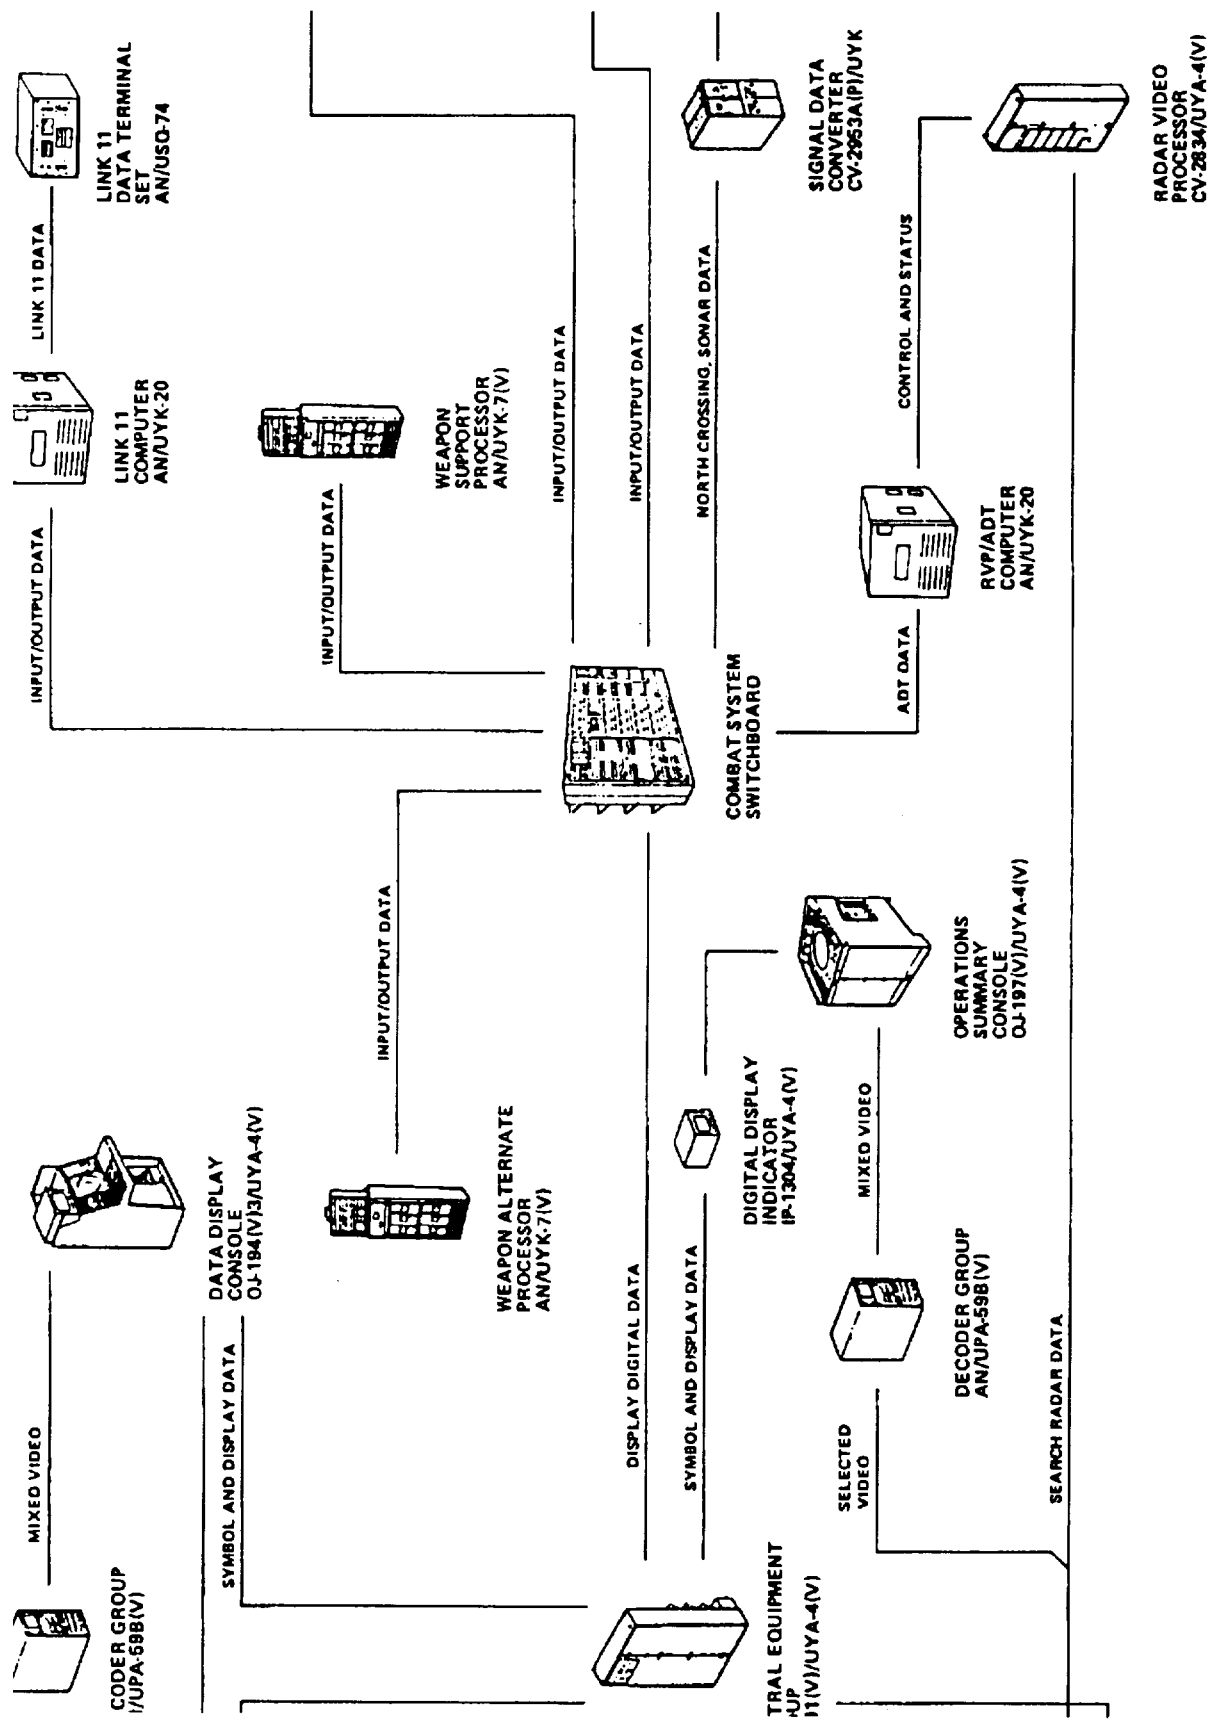 CODER GROUP
/UPA-59B(V)
MIXED VIDEO
DATA DISPLAY
CONSOLE
OJ-194(V)3/UYA-4(V)
SYMBOL AND DISPLAY DATA
INPUT/OUTPUT DATA
LINK 11
COMPUTER
AN/UYK-20
LINK 11 DATA
LINK 11
DATA TERMINAL
SET
AN/USQ-74
WEAPON ALTERNATE
PROCESSOR
AN/UYK-7(V)
INPUT/OUTPUT DATA
INPUT/OUTPUT DATA
WEAPON
SUPPORT
PROCESSOR
AN/UYK-7(V)
INPUT/OUTPUT DATA
INPUT/OUTPUT DATA
NORTH CROSSING, SONAR DATA
SIGNAL DATA
CONVERTER
CV-2953A(P)/UYK
DISPLAY DIGITAL DATA
COMBAT SYSTEM
SWITCHBOARD
SYMBOL AND DISPLAY DATA
TRAL EQUIPMENT
UP
1(V)/UYA-4(V)
DIGITAL DISPLAY
INDICATOR
IP-1304/UYA-4(V)
SELECTED
VIDEO
DECODER GROUP
AN/UPA-59B(V)
MIXED VIDEO
OPERATIONS
SUMMARY
CONSOLE
OJ-197(V)/UYA-4(V)
ADT DATA
RVP/ADT
COMPUTER
AN/UYK-20
CONTROL AND STATUS
SEARCH RADAR DATA
RADAR VIDEO
PROCESSOR
CV-2834/UYA-4(V)